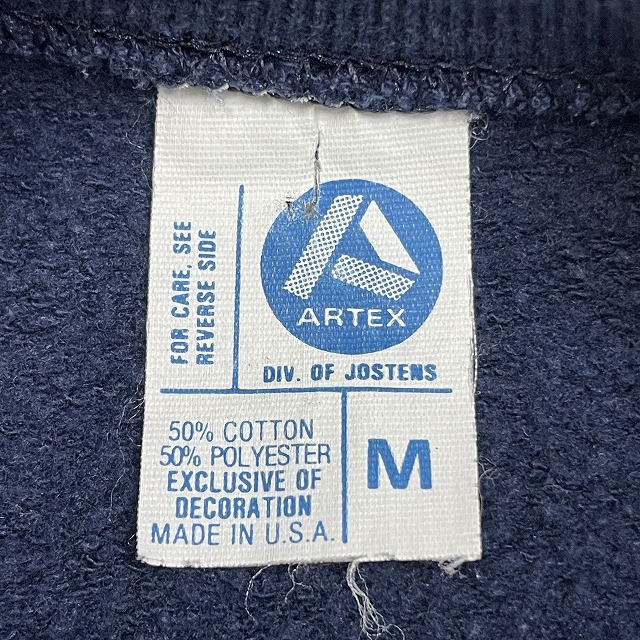 FOR CARE, SEE
REVERSE SIDE
ARTEX
DIV. OF JOSTENS
50% COTTON
50% POLYESTER
EXCLUSIVE OF
DECORATION
MADE IN U.S.A.
M